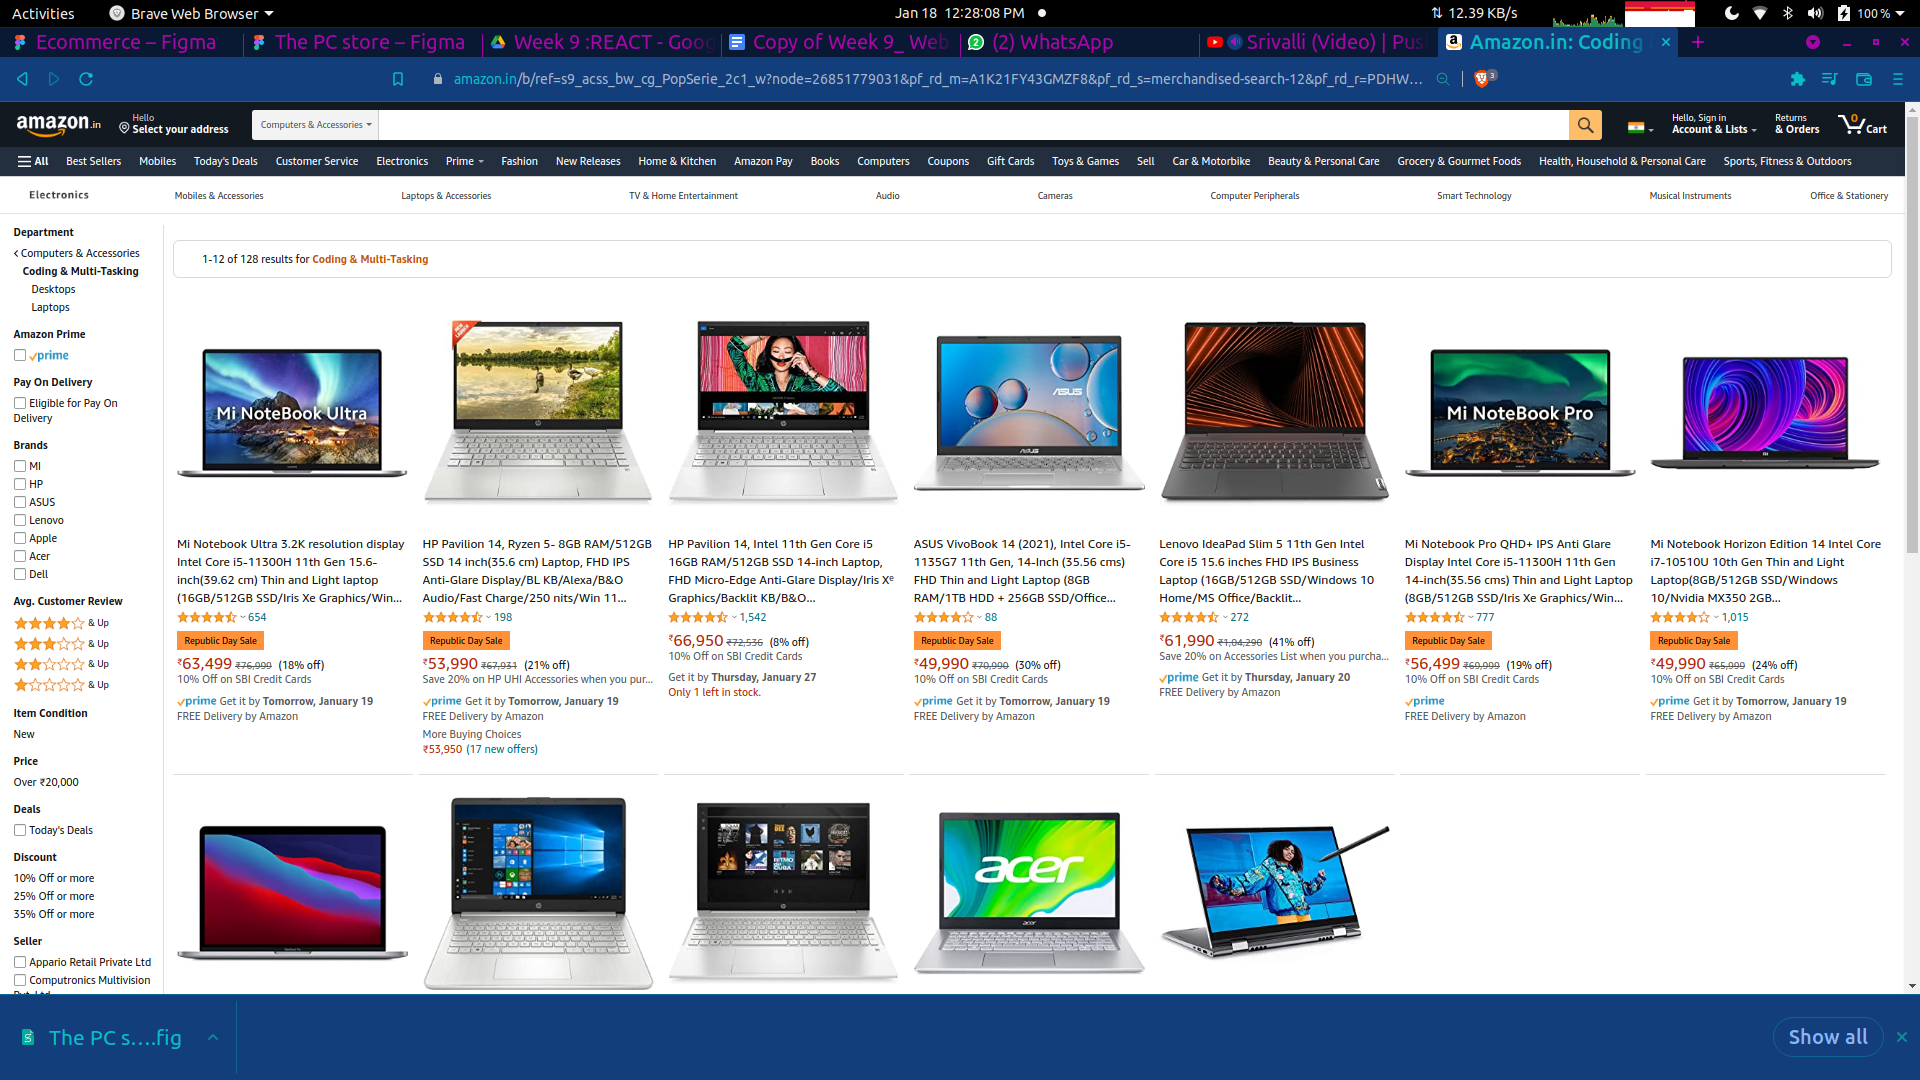 Activities
Brave Web Browser
Jan 18 12:28:08 PM
12.39 KB/s
100 %
Ecommerce – Figma
The PC store – Figma
Week 9 :REACT - Goog
Copy of Week 9_ Web
(2) WhatsApp
Srivalli (Video) | Pus
Amazon.in: Coding
amazon.in/b/ref=s9_acss_bw_cg_PopSerie_2c1_w?node=26851779031&pf_rd_m=A1K21FY43GMZF8&pf_rd_s=merchandised-search-12&pf_rd_r=PDHW...
3
amazon.in
Hello
Select your address
Computers & Accessories
Hello, Sign in
Account & Lists
Returns
& Orders
0
Cart
All Best Sellers Mobiles Today's Deals Customer Service Electronics Prime Fashion New Releases Home & Kitchen Amazon Pay Books Computers Coupons Gift Cards Toys & Games Sell Car & Motorbike Beauty & Personal Care Grocery & Gourmet Foods Health, Household & Personal Care Sports, Fitness & Outdoors
Electronics Mobiles & Accessories Laptops & Accessories TV & Home Entertainment Audio Cameras Computer Peripherals Smart Technology Musical Instruments Office & Stationery
Department
Computers & Accessories
Coding & Multi-Tasking
Desktops
Laptops
Amazon Prime
prime
Pay On Delivery
Eligible for Pay On
Delivery
Brands
MI
HP
ASUS
Lenovo
Apple
Acer
Dell
Avg. Customer Review
& Up
& Up
& Up
& Up
Item Condition
New
Price
Over ₹20,000
Deals
Today's Deals
Discount
10% Off or more
25% Off or more
35% Off or more
Seller
Appario Retail Private Ltd
Computronics Multivision
Pvt. Ltd.
1-12 of 128 results for Coding & Multi-Tasking
Mi NoteBook Ultra
Mi Notebook Ultra 3.2K resolution display
Intel Core i5-11300H 11th Gen 15.6-
inch(39.62 cm) Thin and Light laptop
(16GB/512GB SSD/Iris Xe Graphics/Win...
654
Republic Day Sale
₹63,499 ₹76,999 (18% off)
10% Off on SBI Credit Cards
prime Get it by Tomorrow, January 19
FREE Delivery by Amazon
NEW LAUNCH
hp
HP Pavilion 14, Ryzen 5- 8GB RAM/512GB
SSD 14 inch(35.6 cm) Laptop, FHD IPS
Anti-Glare Display/BL KB/Alexa/B&O
Audio/Fast Charge/250 nits/Win 11...
198
Republic Day Sale
₹53,990 ₹67,931 (21% off)
Save 20% on HP UHI Accessories when you pur...
prime Get it by Tomorrow, January 19
FREE Delivery by Amazon
More Buying Choices
₹53,950 (17 new offers)
hp
HP Pavilion 14, Intel 11th Gen Core i5
16GB RAM/512GB SSD 14-inch Laptop,
FHD Micro-Edge Anti-Glare Display/Iris Xᵉ
Graphics/Backlit KB/B&O...
1,542
₹66,950 ₹72,536 (8% off)
10% Off on SBI Credit Cards
Get it by Thursday, January 27
Only 1 left in stock.
ASUS
ASUS
ASUS VivoBook 14 (2021), Intel Core i5-
1135G7 11th Gen, 14-Inch (35.56 cms)
FHD Thin and Light Laptop (8GB
RAM/1TB HDD + 256GB SSD/Office...
88
Republic Day Sale
₹49,990 ₹70,990 (30% off)
10% Off on SBI Credit Cards
prime Get it by Tomorrow, January 19
FREE Delivery by Amazon
Lenovo IdeaPad Slim 5 11th Gen Intel
Core i5 15.6 inches FHD IPS Business
Laptop (16GB/512GB SSD/Windows 10
Home/MS Office/Backlit...
272
₹61,990 ₹1,04,290 (41% off)
Save 20% on Accessories List when you purcha...
prime Get it by Thursday, January 20
FREE Delivery by Amazon
Mi NoteBook Pro
Mi Notebook Pro QHD+ IPS Anti Glare
Display Intel Core i5-11300H 11th Gen
14-inch(35.56 cms) Thin and Light Laptop
(8GB/512GB SSD/Iris Xe Graphics/Win...
777
Republic Day Sale
₹56,499 ₹69,999 (19% off)
10% Off on SBI Credit Cards
prime
FREE Delivery by Amazon
Mi Notebook Horizon Edition 14 Intel Core
i7-10510U 10th Gen Thin and Light
Laptop(8GB/512GB SSD/Windows
10/Nvidia MX350 2GB...
1,015
Republic Day Sale
₹49,990 ₹65,999 (24% off)
10% Off on SBI Credit Cards
prime Get it by Tomorrow, January 19
FREE Delivery by Amazon
hp
hp
acer
acer
The PC s....fig
Show all